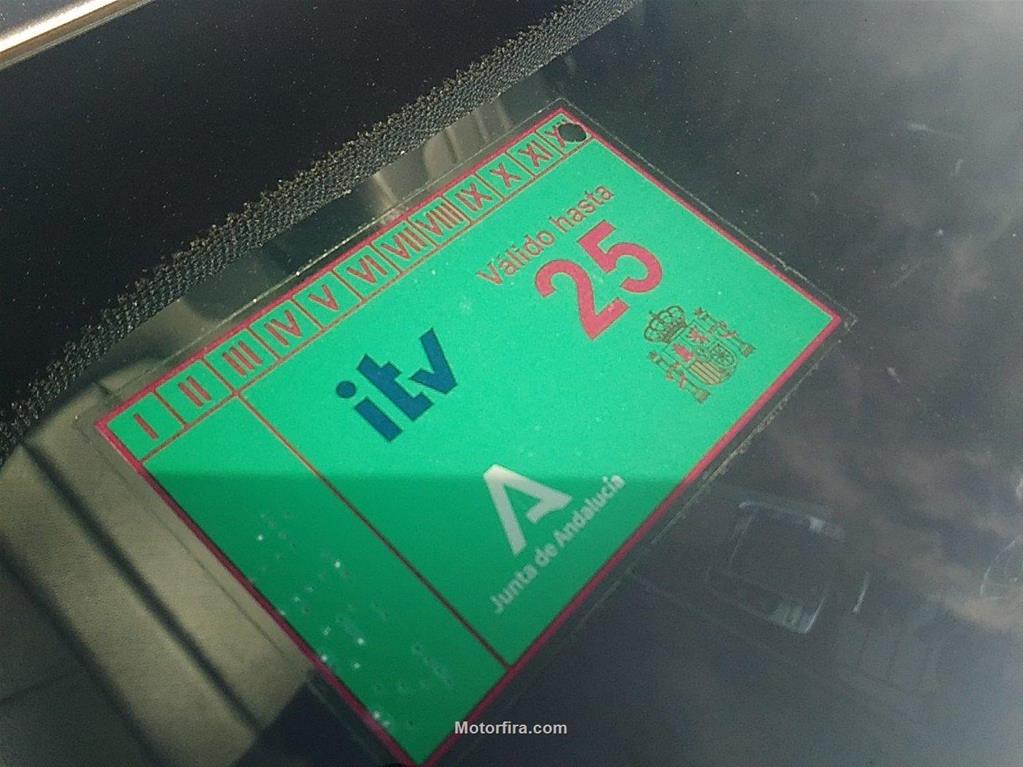 I II III IV V VI VII VIII IX X XI XII
Válido hasta
25
itv
Junta de Andalucía
Motorfira.com